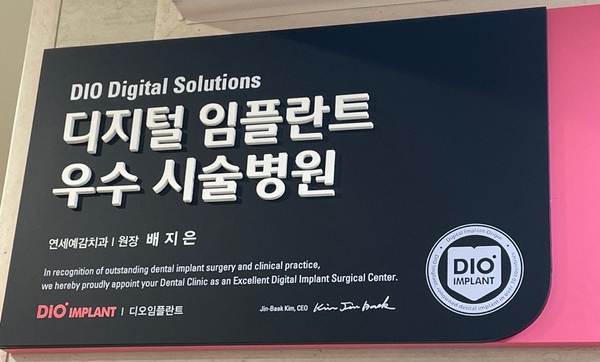 DIO Digital Solutions
디지털 임플란트
우수 시술병원
연세예감치과 | 원장 배지은
In recognition of outstanding dental implant surgery and clinical practice,
we hereby proudly appoint your Dental Clinic as an Excellent Digital Implant Surgical Center.
DIO IMPLANT | 디오임플란트
Jin-Baek Kim, CEO Kim Jin Baek
DIO
IMPLANT